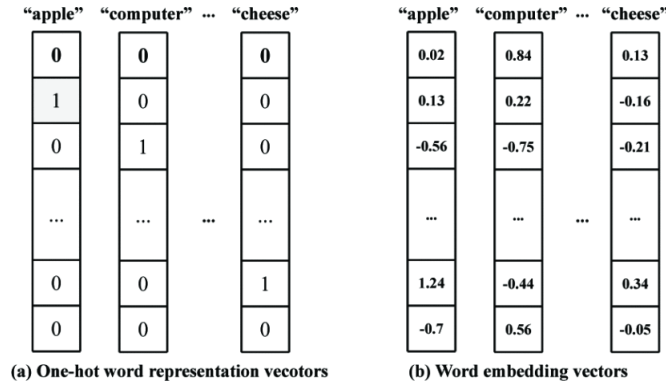 “apple” “computer” ... “cheese” “apple” “computer” ... “cheese”
0 0 0 0.02 0.84 0.13
1 0 0 0.13 0.22 -0.16
0 1 0 -0.56 -0.75 -0.21
... ... ... ... ... ... ... ...
0 0 1 1.24 -0.44 0.34
0 0 0 -0.7 0.56 -0.05
(a) One-hot word representation vecotors (b) Word embedding vectors